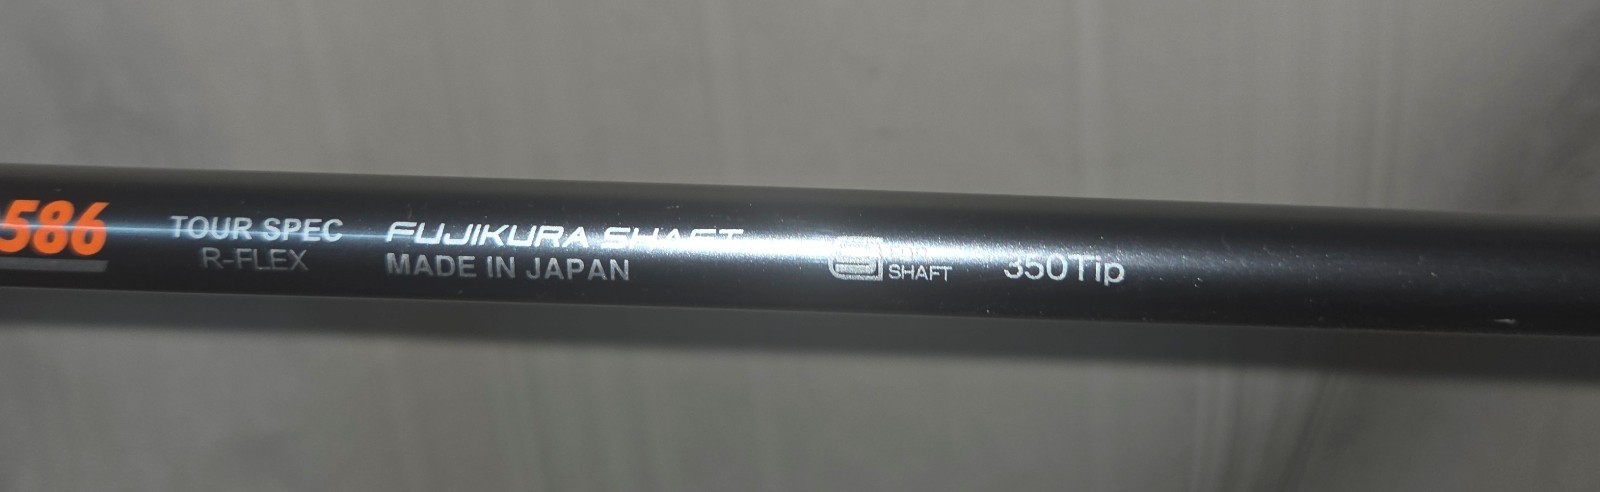 586
TOUR SPEC
R-FLEX
FUJIKURA SHAFT
MADE IN JAPAN
SHAFT
350Tip